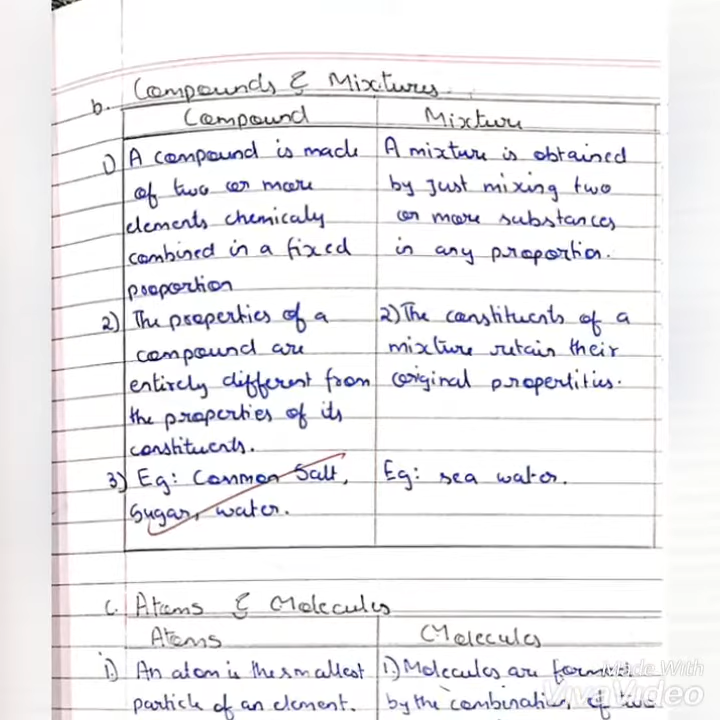 b. Compounds & Mixtures.
Compound Mixture
1) A compound is made A mixture is obtained
of two or more by just mixing two
elements chemicaly or more substances
combined in a fixed in any proportion.
proportion
2) The properties of a 2) The constituents of a
compound are mixture retain their
entirely different from original propertities.
the properties of its
constituents.
3) Eg: Common Salt, Eg: sea water.
Sugar, water.
c. Atoms & Molecules
Atoms Molecules
1) An atom is the smallest 1) Molecules are formed
particle of an element. by the combination of two
Made With
VivaVideo